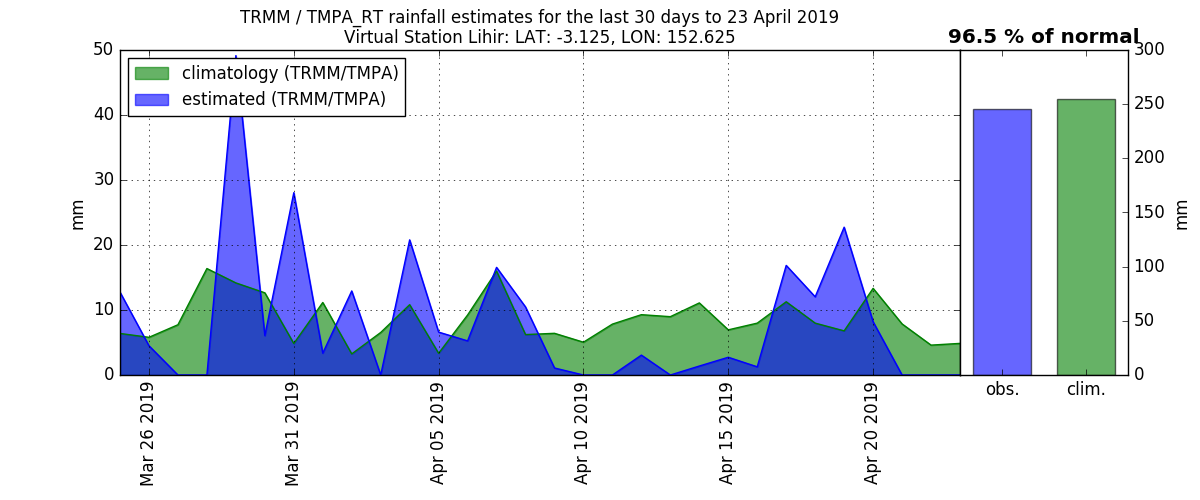 TRMM / TMPA_RT rainfall estimates for the last 30 days to 23 April 2019
Virtual Station Lihir: LAT: -3.125, LON: 152.625
96.5 % of normal
climatology (TRMM/TMPA)
estimated (TRMM/TMPA)
50
40
30
20
10
0
mm
Mar 26 2019
Mar 31 2019
Apr 05 2019
Apr 10 2019
Apr 15 2019
Apr 20 2019
300
250
200
150
100
50
0
mm
obs.
clim.